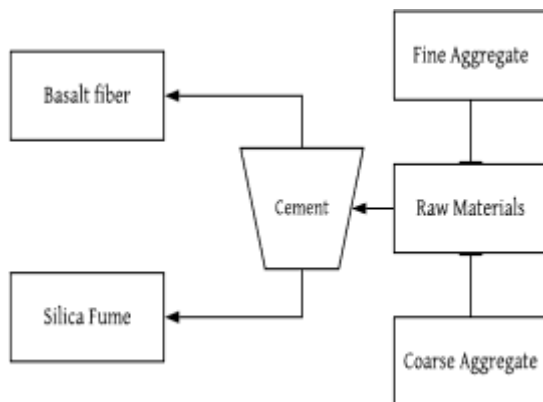 Fine Aggregate
Basalt fiber
Cement
Raw Materials
Silica Fume
Coarse Aggregate